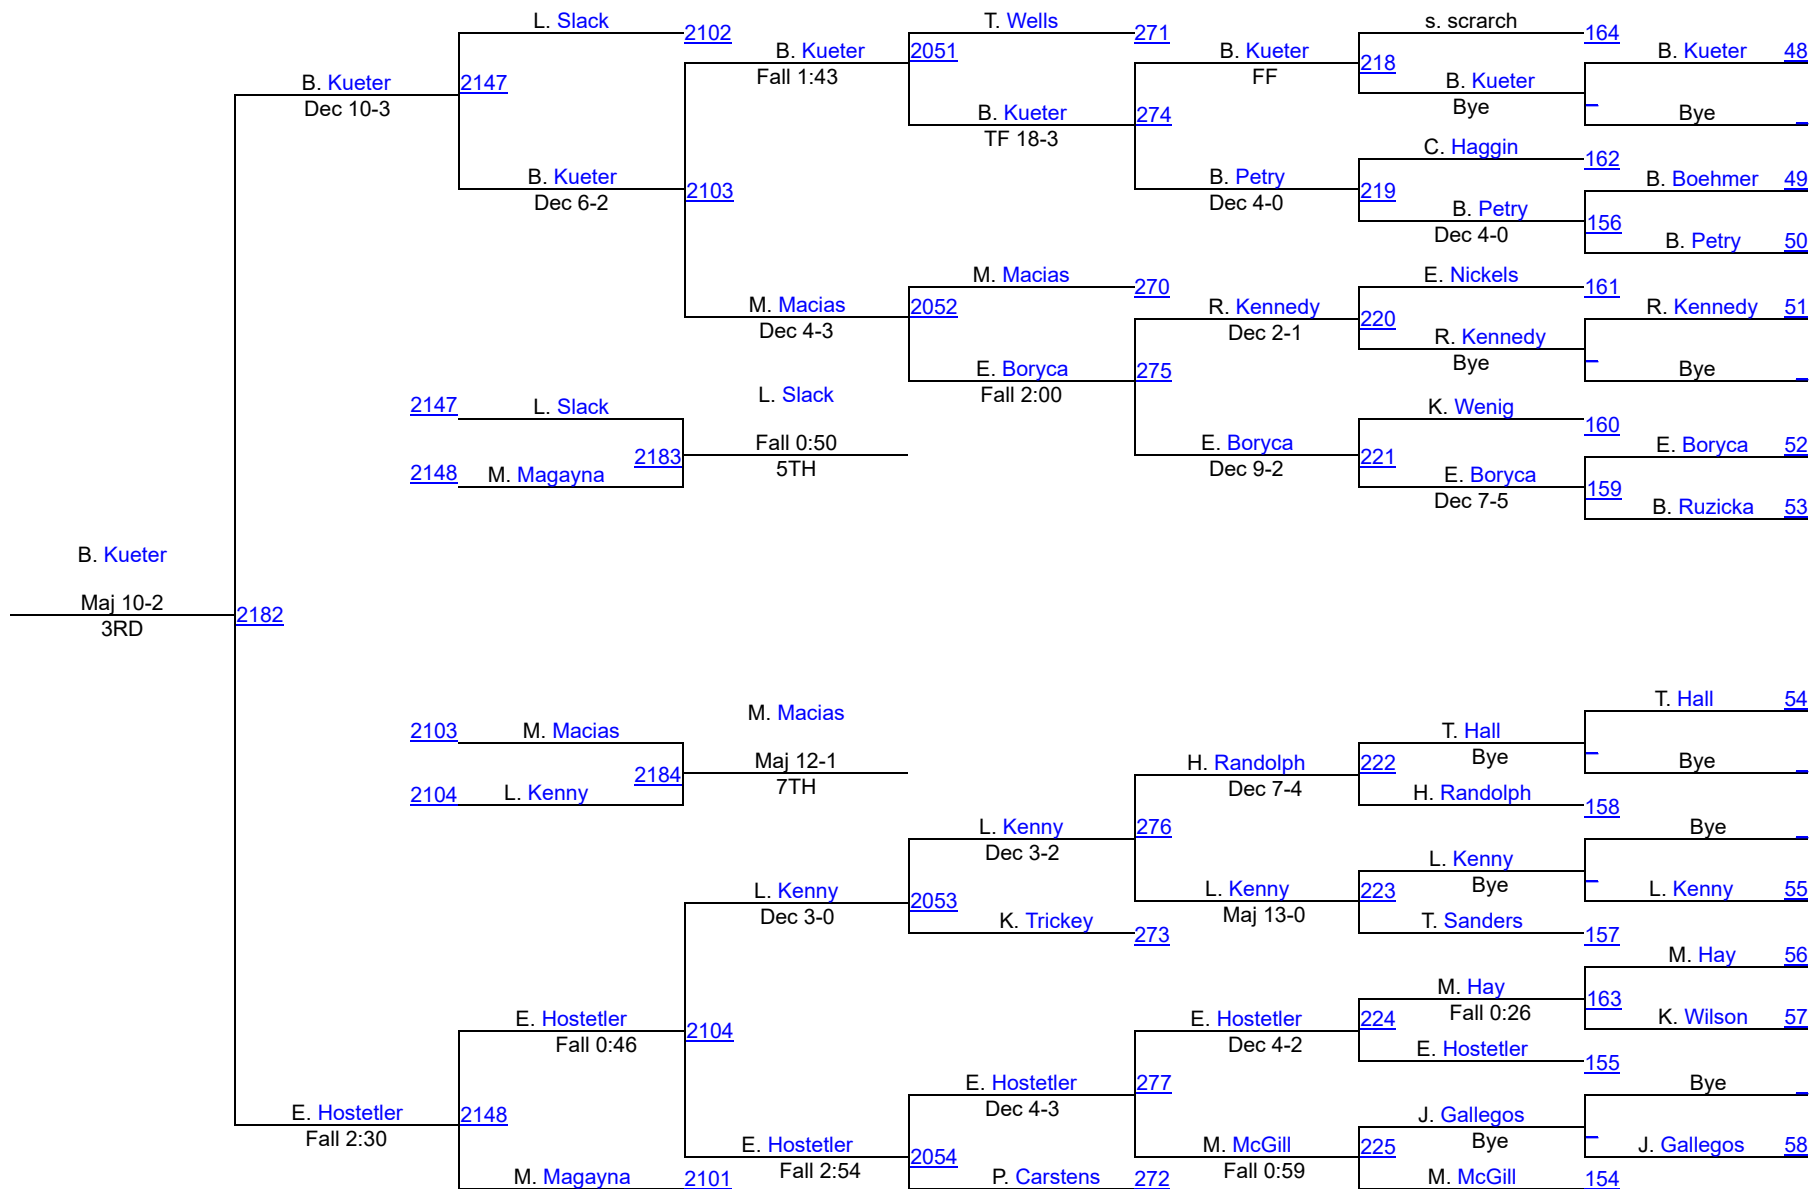 L. Slack
2102
T. Wells
271
s. scrarch
164
B. Kueter
2051
B. Kueter
B. Kueter 48
Fall 1:43
FF
218
B. Kueter
2147
B. Kueter
Dec 10-3
Bye
B. Kueter
274
Bye
TF 18-3
C. Haggin
162
B. Kueter
B. Petry
B. Boehmer 49
Dec 6-2
2103
Dec 4-0
219
B. Petry
156
Dec 4-0
B. Petry 50
M. Macias
270
E. Nickels
161
M. Macias
2052
R. Kennedy
R. Kennedy 51
Dec 4-3
Dec 2-1
220
R. Kennedy
Bye
E. Boryca
275
Bye
Fall 2:00
L. Slack
2147
L. Slack
K. Wenig
160
Fall 0:50
E. Boryca
E. Boryca 52
2183
5TH
Dec 9-2
221
2148
M. Magayna
E. Boryca
159
Dec 7-5
B. Ruzicka 53
B. Kueter
Maj 10-2
2182
3RD
T. Hall 54
M. Macias
2103
M. Macias
T. Hall
Bye
Maj 12-1
H. Randolph
222
Bye
2184
7TH
Dec 7-4
2104
L. Kenny
H. Randolph
158
L. Kenny
276
Bye
Dec 3-2
L. Kenny
L. Kenny
L. Kenny
Bye
L. Kenny 55
Dec 3-0
2053
Maj 13-0
223
K. Trickey
273
T. Sanders
157
M. Hay 56
M. Hay
163
E. Hostetler
E. Hostetler
224
Fall 0:26
K. Wilson 57
Fall 0:46
2104
Dec 4-2
E. Hostetler
155
E. Hostetler
277
Bye
Dec 4-3
E. Hostetler
2148
J. Gallegos
Fall 2:30
Bye
E. Hostetler
M. McGill
J. Gallegos 58
Fall 2:54
2054
Fall 0:59
225
M. Magayna
2101
P. Carstens
272
M. McGill
154